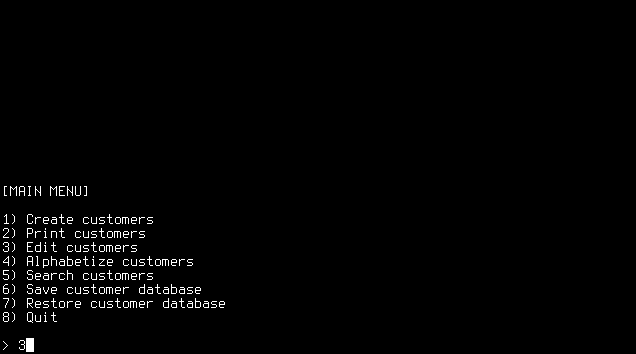 [MAIN MENU]
1) Create customers
2) Print customers
3) Edit customers
4) Alphabetize customers
5) Search customers
6) Save customer database
7) Restore customer database
8) Quit
> 3